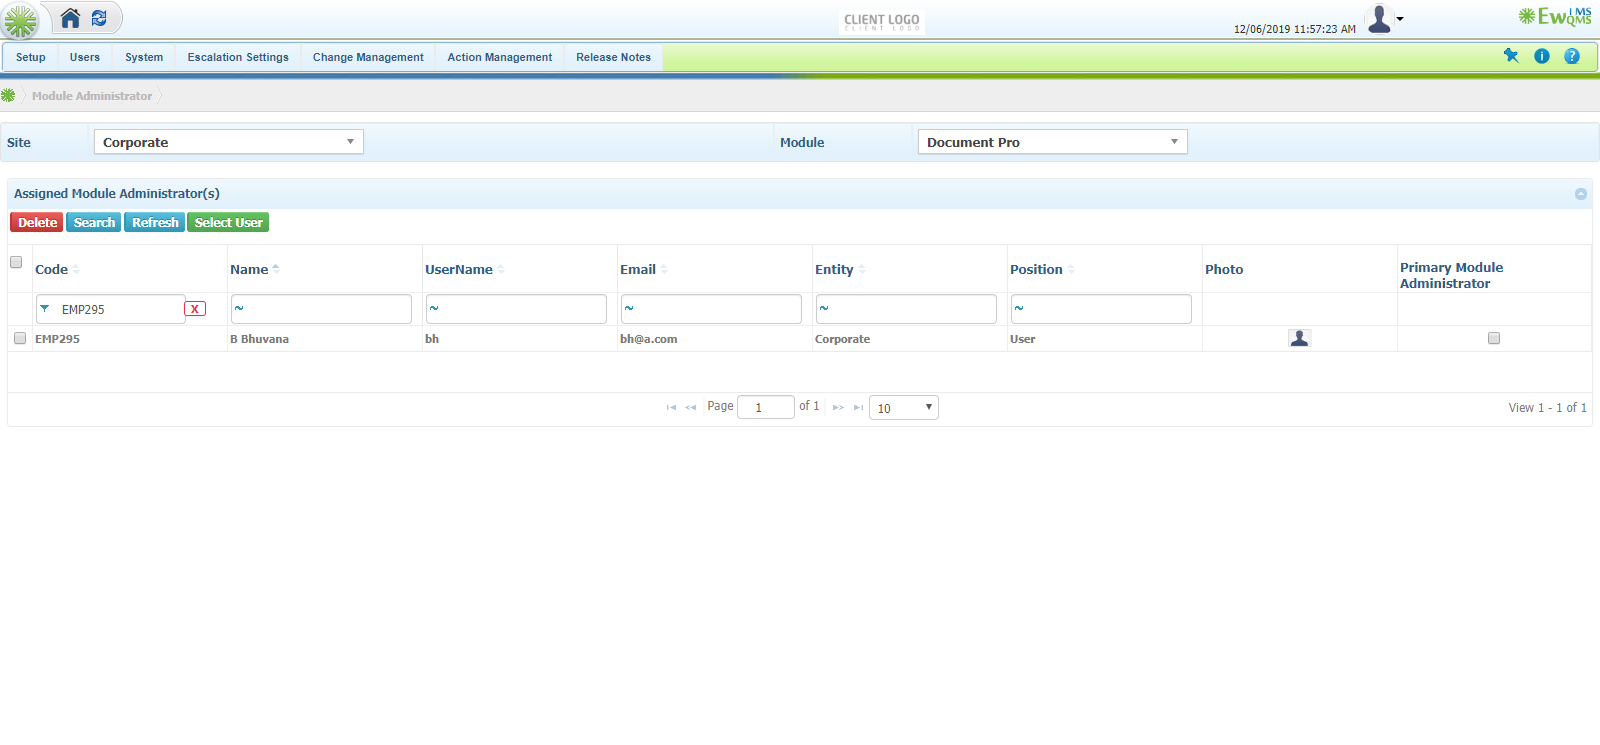 CLIENT LOGO
CLIENT LOGO
12/06/2019 11:57:23 AM
EwQMS IMS
Setup Users System Escalation Settings Change Management Action Management Release Notes
Module Administrator
Site Corporate Module Document Pro
Assigned Module Administrator(s)
Delete Search Refresh Select User
Code Name UserName Email Entity Position Photo Primary Module
Administrator
EMP295 X ~ ~ ~ ~ ~
EMP295 B Bhuvana bh bh@a.com Corporate User
Page 1 of 1 10 View 1 - 1 of 1